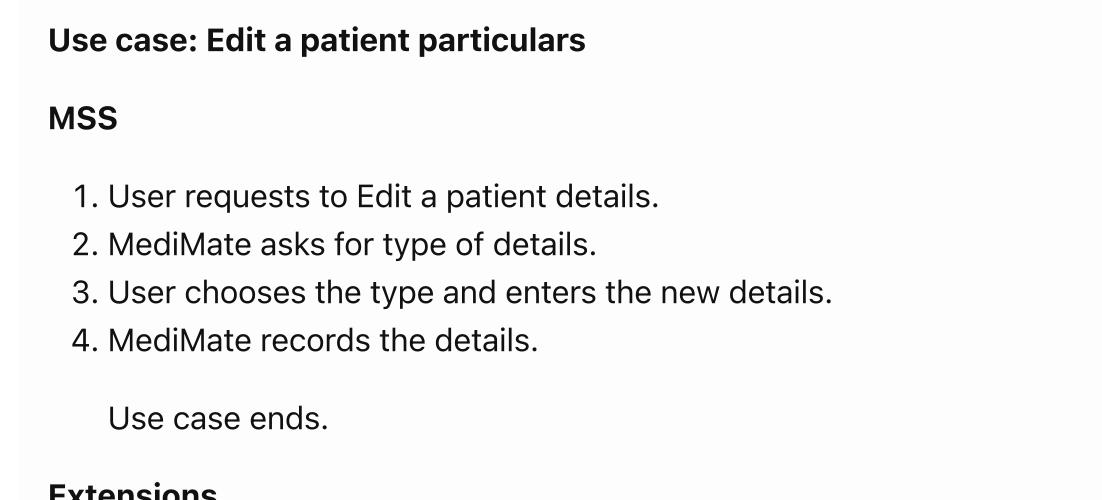 Use case: Edit a patient particulars
MSS
1. User requests to Edit a patient details.
2. MediMate asks for type of details.
3. User chooses the type and enters the new details.
4. MediMate records the details.
Use case ends.
Extensions